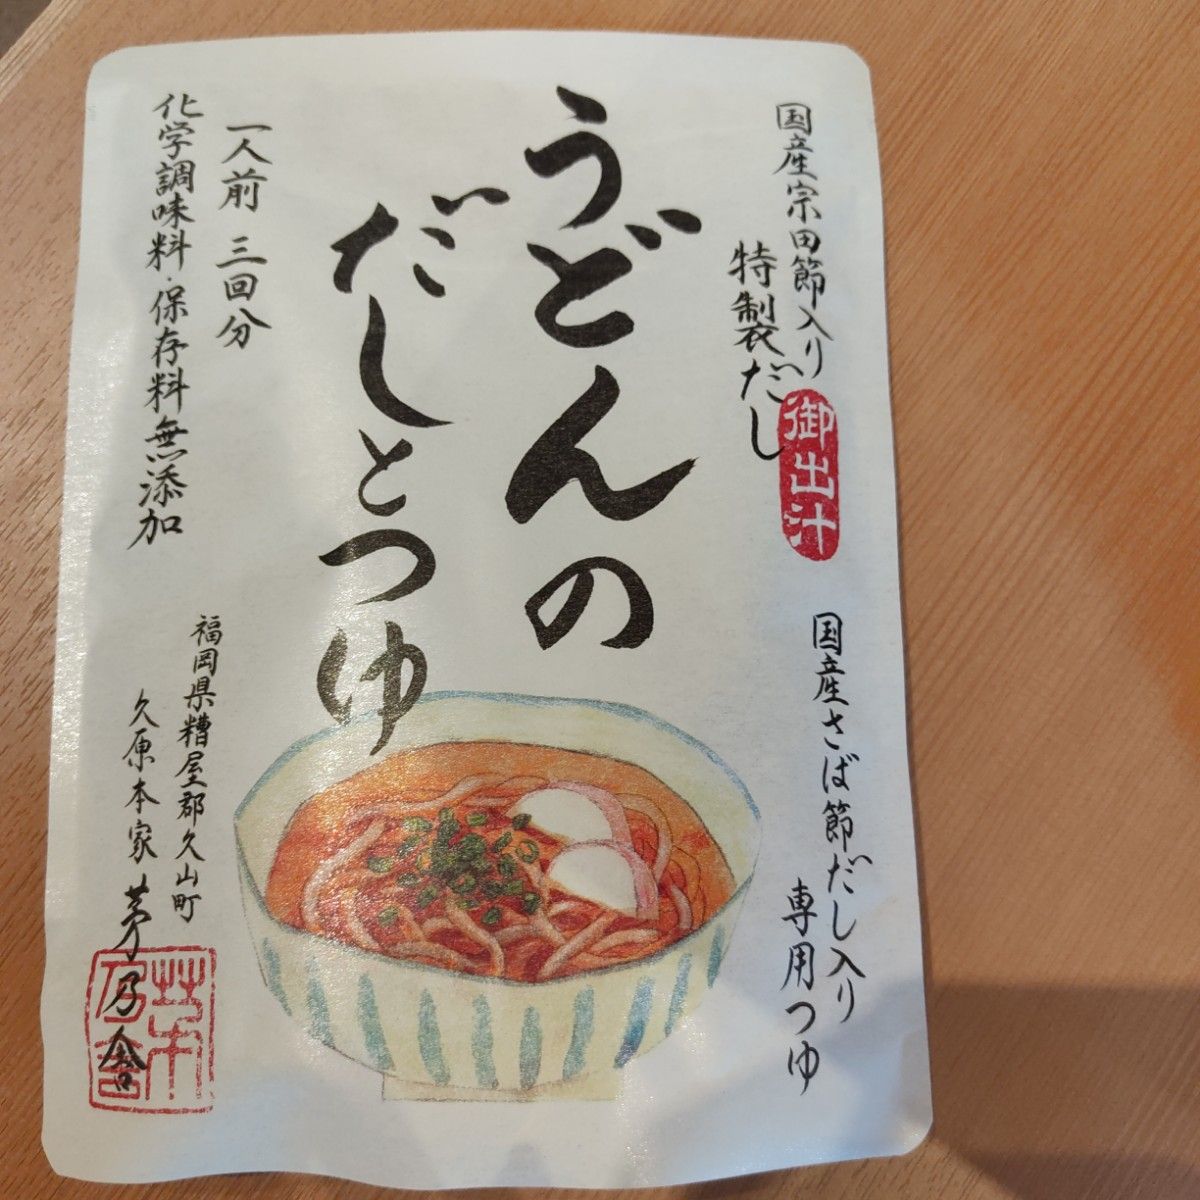 国産宗田節入り
特製だし
御出汁
国産さば節だし入り
専用つゆ
うどんの
だしとつゆ
一人前 三回分
化学調味料・保存料無添加
福岡県糟屋郡久山町
久原本家 茅乃舎
茅乃舎